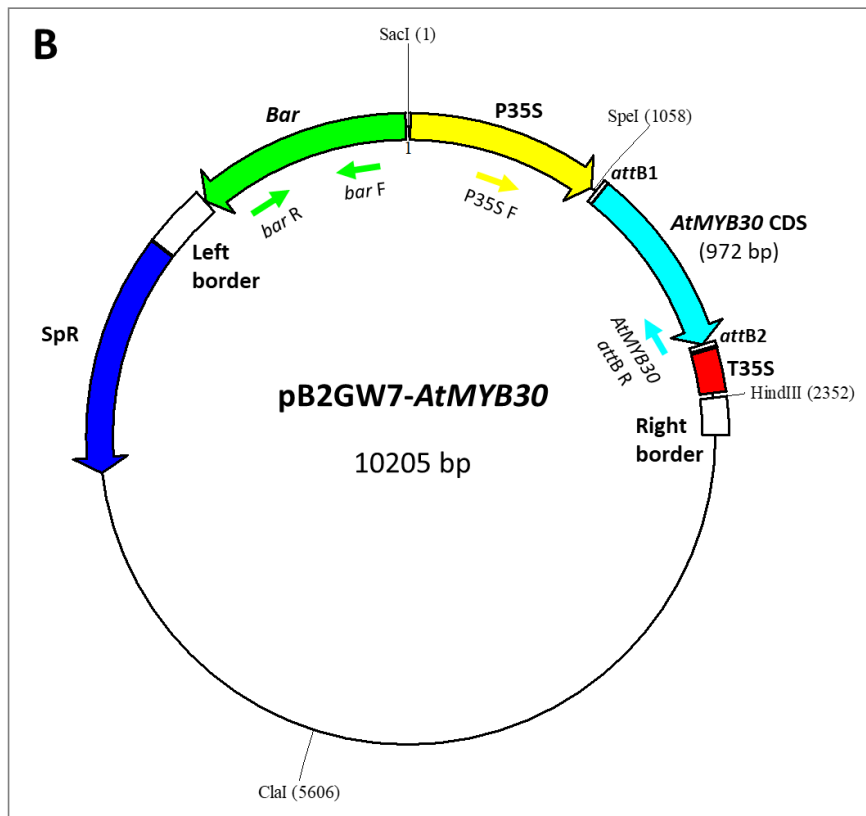 B
SacI (1)
Bar
P35S
SpeI (1058)
1
attB1
bar R
bar F
P35S F
AtMYB30 CDS
(972 bp)
Left
border
SpR
AtMYB30
attB R
attB2
T35S
HindIII (2352)
pB2GW7-AtMYB30
Right
border
10205 bp
ClaI (5606)